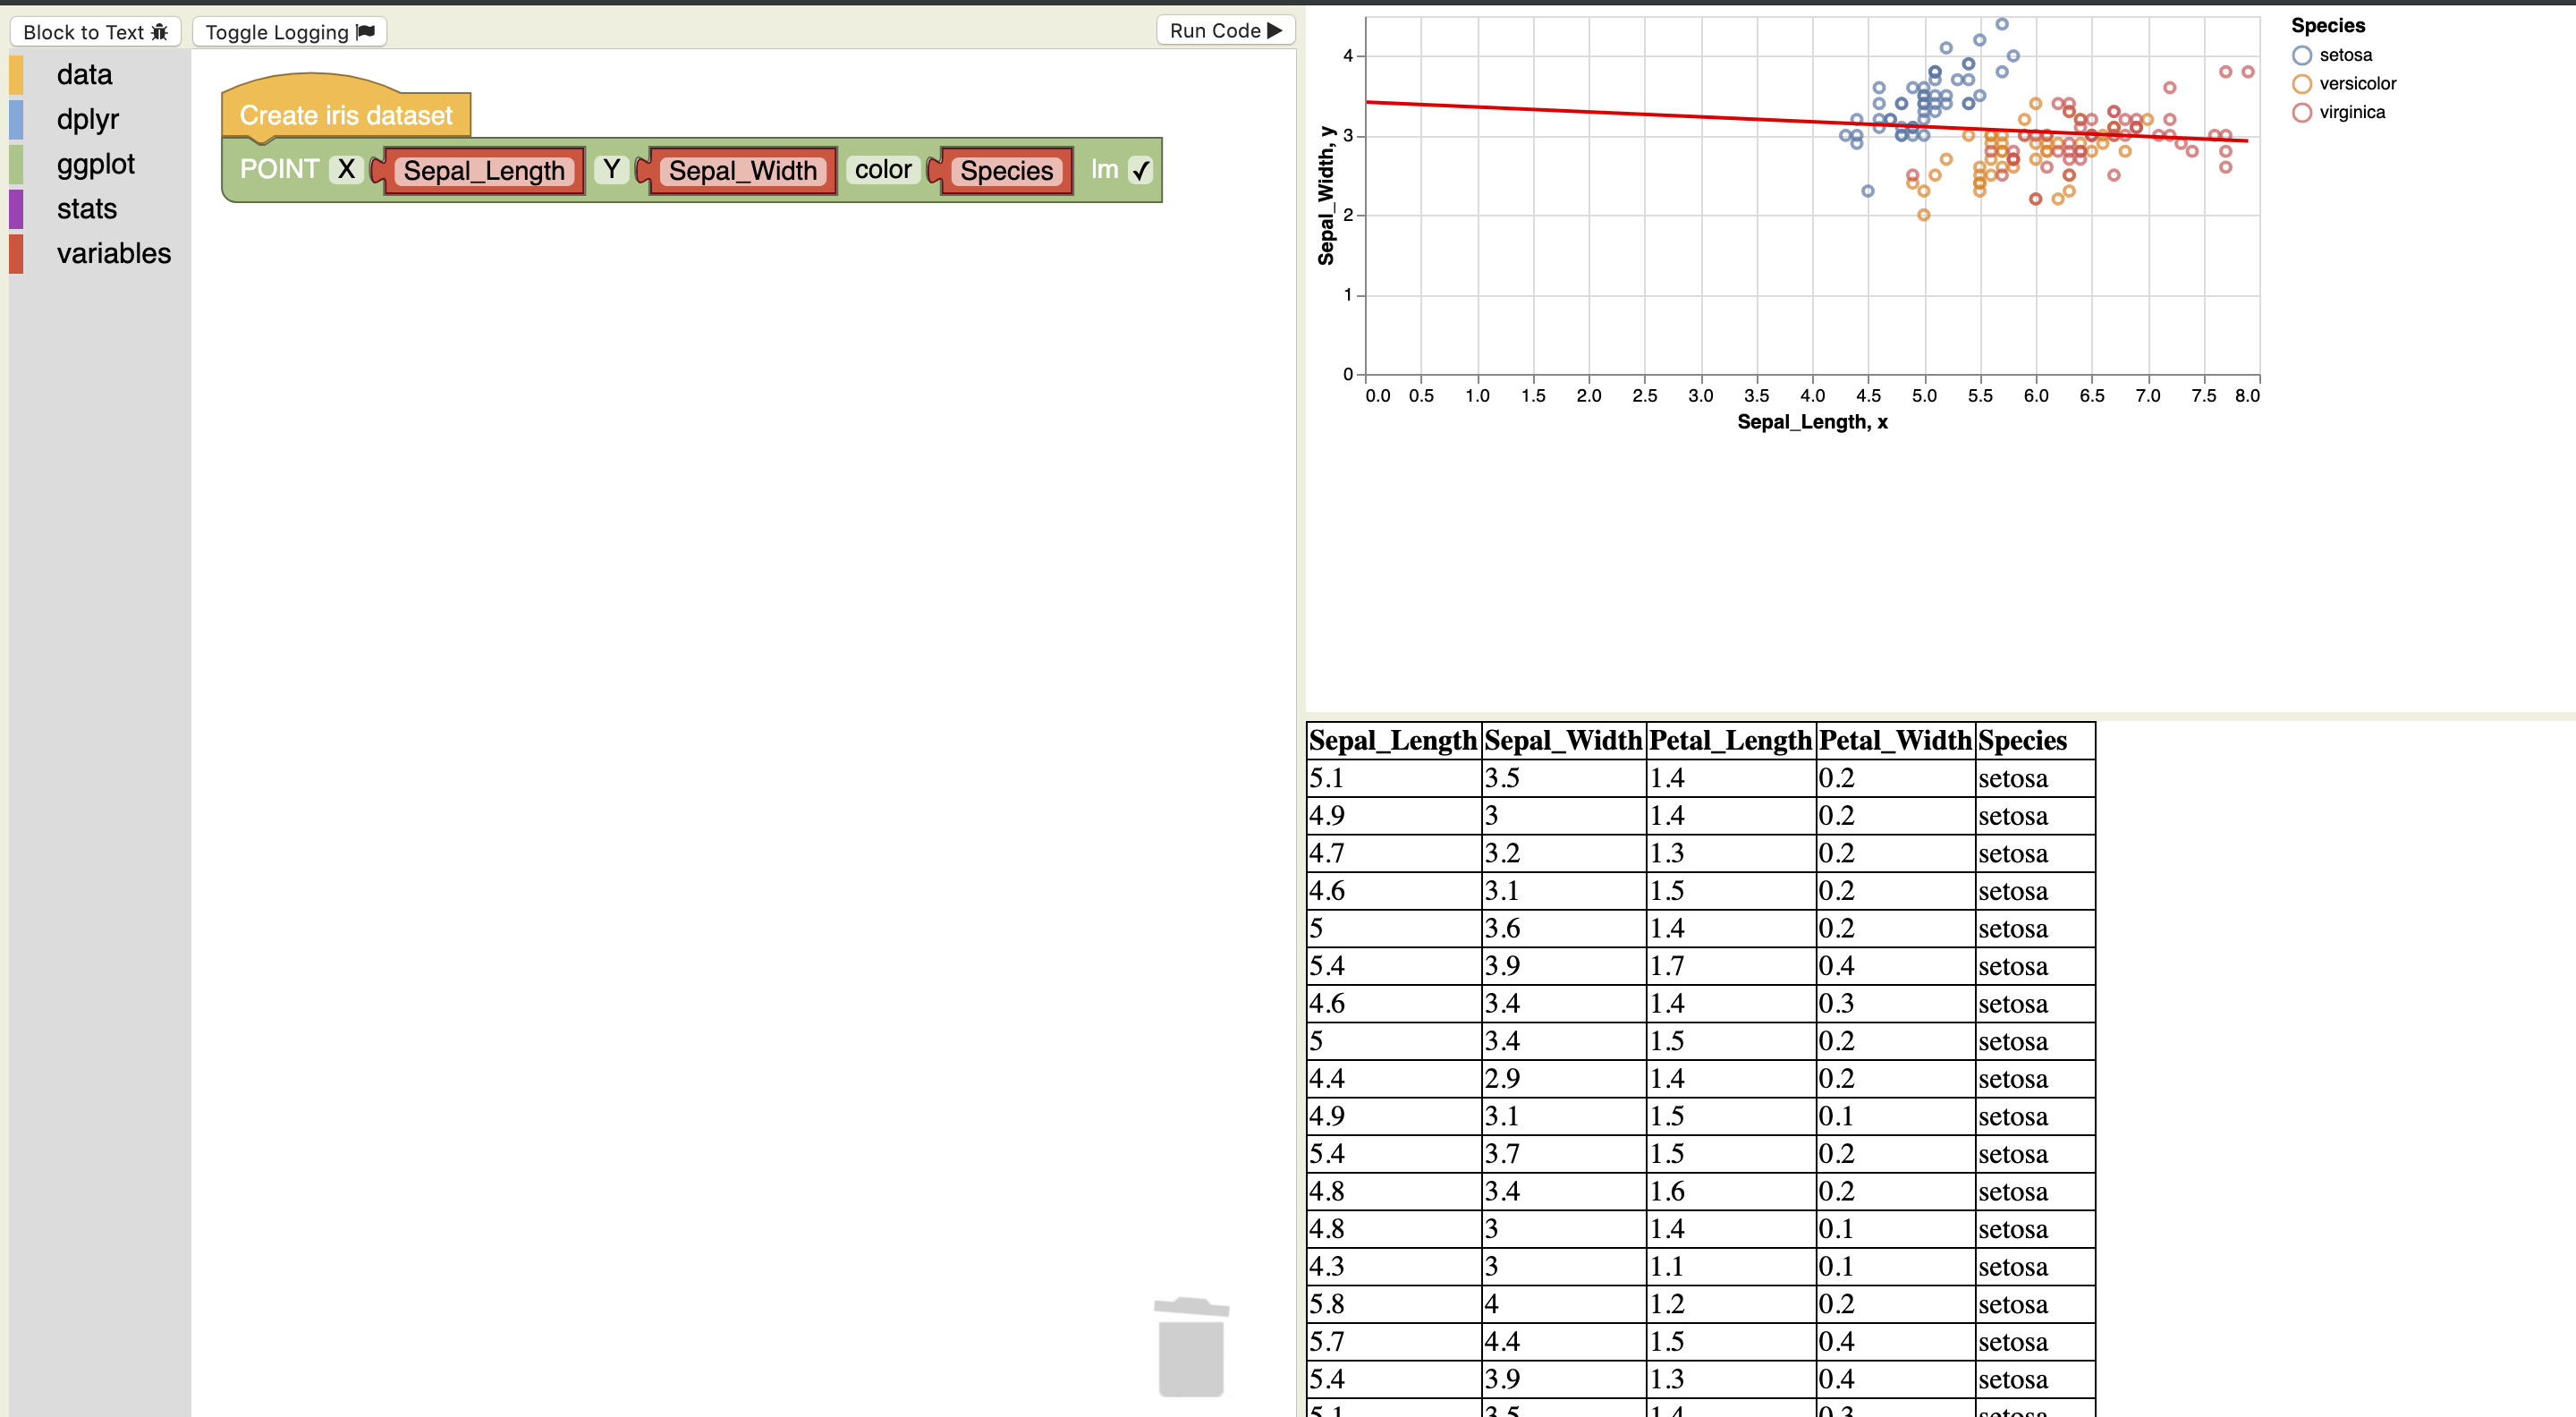 Block to Text
Toggle Logging
Run Code
data
dplyr
ggplot
stats
variables
Create iris dataset
POINT X Sepal_Length Y Sepal_Width color Species lm ✓
4
3
2
1
0
Sepal_Width, y
0.0 0.5 1.0 1.5 2.0 2.5 3.0 3.5 4.0 4.5 5.0 5.5 6.0 6.5 7.0 7.5 8.0
Sepal_Length, x
Species
setosa
versicolor
virginica
Sepal_Length Sepal_Width Petal_Length Petal_Width Species
5.1 3.5 1.4 0.2 setosa
4.9 3 1.4 0.2 setosa
4.7 3.2 1.3 0.2 setosa
4.6 3.1 1.5 0.2 setosa
5 3.6 1.4 0.2 setosa
5.4 3.9 1.7 0.4 setosa
4.6 3.4 1.4 0.3 setosa
5 3.4 1.5 0.2 setosa
4.4 2.9 1.4 0.2 setosa
4.9 3.1 1.5 0.1 setosa
5.4 3.7 1.5 0.2 setosa
4.8 3.4 1.6 0.2 setosa
4.8 3 1.4 0.1 setosa
4.3 3 1.1 0.1 setosa
5.8 4 1.2 0.2 setosa
5.7 4.4 1.5 0.4 setosa
5.4 3.9 1.3 0.4 setosa
5.1 3.5 1.4 0.3 setosa